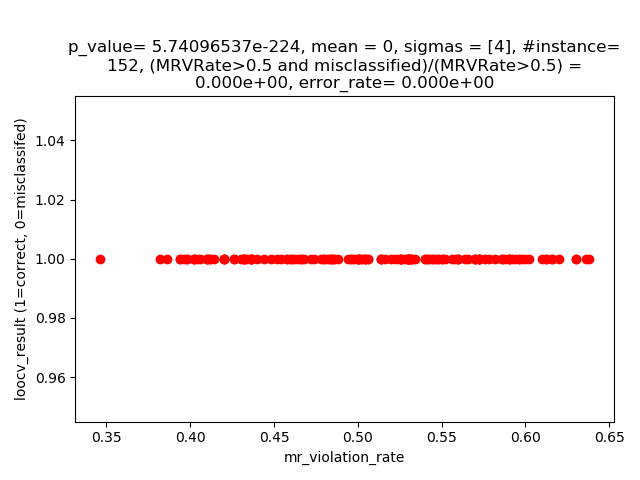 p_value= 5.74096537e-224, mean = 0, sigmas = [4], #instance=
152, (MRVRate>0.5 and misclassified)/(MRVRate>0.5) =
0.000e+00, error_rate= 0.000e+00
loocv_result (1=correct, 0=misclassifed)
1.04
1.02
1.00
0.98
0.96
0.35 0.40 0.45 0.50 0.55 0.60 0.65
mr_violation_rate